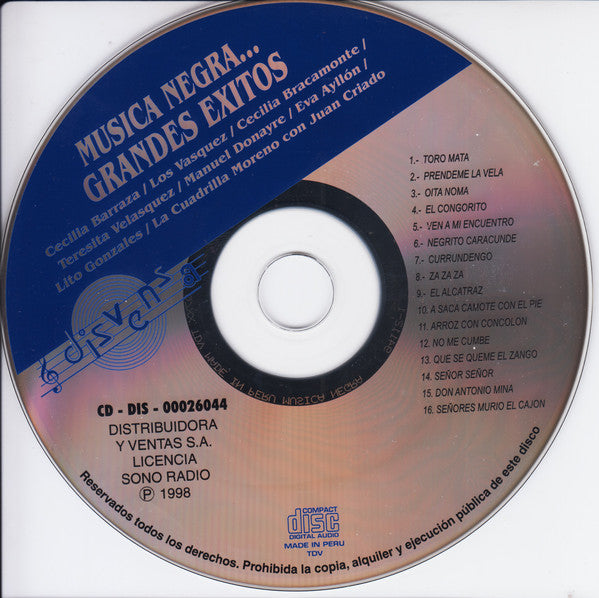 MUSICA NEGRA...
GRANDES EXITOS
Cecilia Barraza / Los Vasquez / Cecilia Bracamonte /
Teresita Velasquez / Manuel Donayre / Eva Ayllón /
Lito Gonzales / La Cuadrilla Moreno con Juan Criado
disvensa
1.- TORO MATA
2.- PRENDEME LA VELA
3.- OITA NOMA
4.- EL CONGORITO
5.- VEN A MI ENCUENTRO
6.- NEGRITO CARACUNDE
7.- CURRUNDENGO
8.- ZA ZA ZA
9.- EL ALCATRAZ
10. A SACA CAMOTE CON EL PIE
11. ARROZ CON CONCOLON
12. NO ME CUMBE
13. QUE SE QUEME EL ZANGO
14. SEÑOR SEÑOR
15. DON ANTONIO MINA
16. SEÑORES MURIO EL CAJON
MADE IN PERU MUSICA NEGRA
CD - DIS - 00026044
DISTRIBUIDORA
Y VENTAS S.A.
LICENCIA
SONO RADIO
Ⓟ 1998
COMPACT
disc
DIGITAL AUDIO
MADE IN PERU
TDV
Reservados todos los derechos. Prohibida la copia, alquiler y ejecución pública de este disco